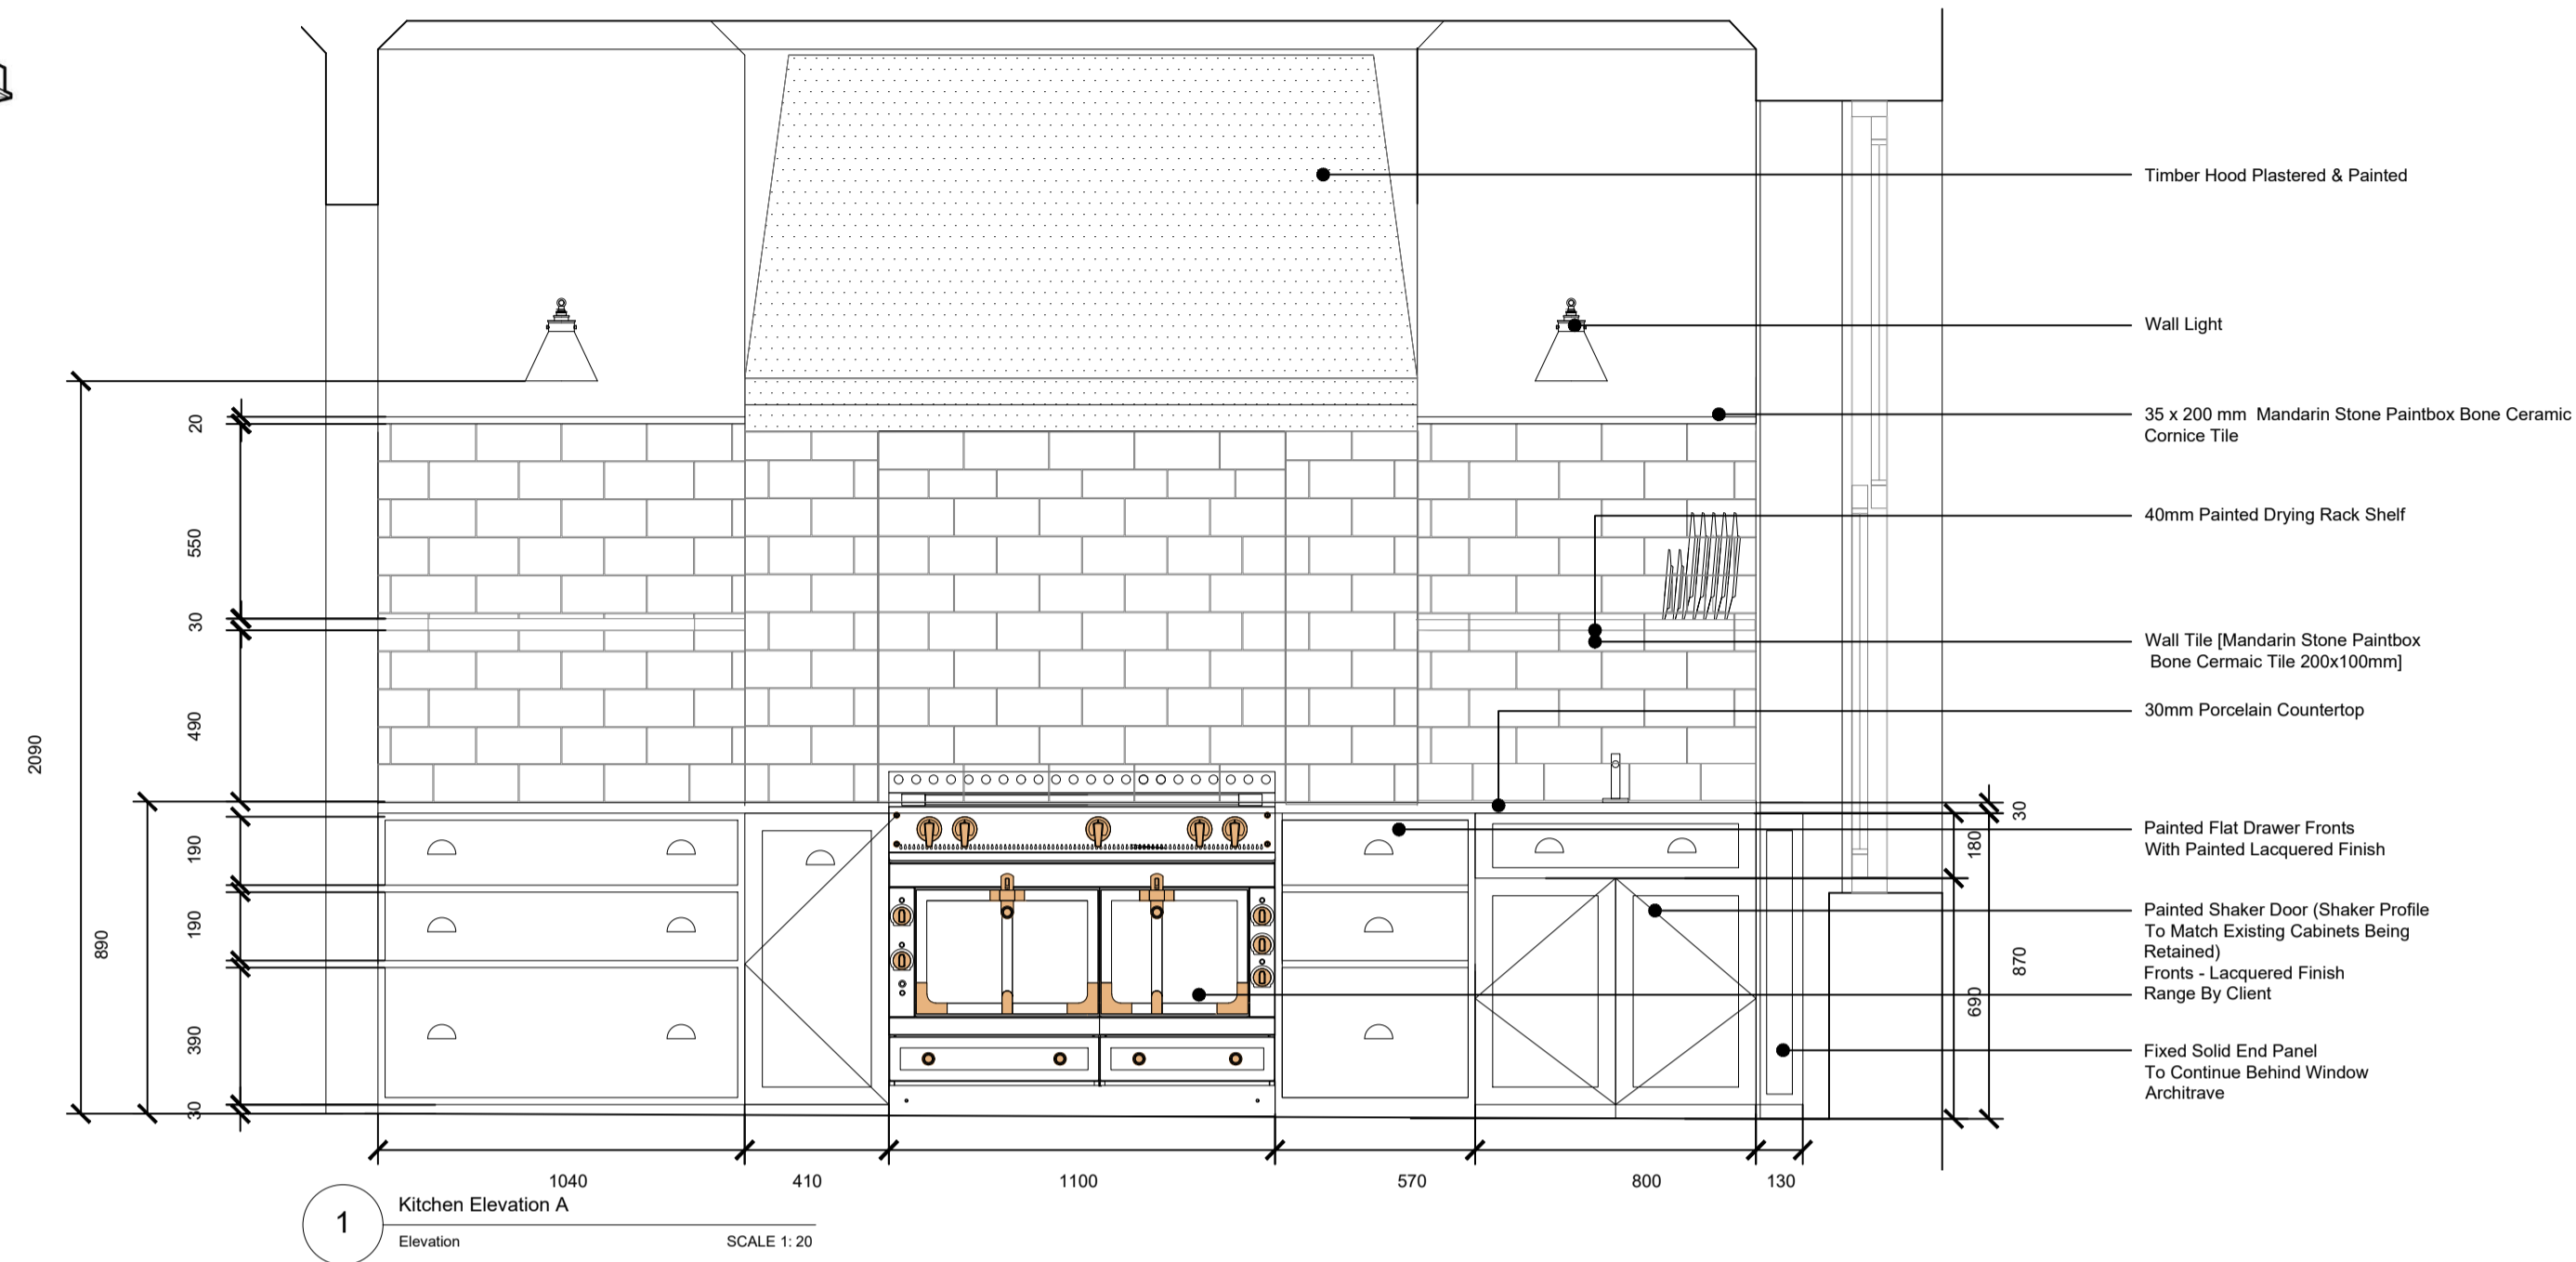 Timber Hood Plastered & Painted
Wall Light
35 x 200 mm  Mandarin Stone Paintbox Bone Ceramic
Cornice Tile
40mm Painted Drying Rack Shelf
Wall Tile [Mandarin Stone Paintbox
Bone Cermaic Tile 200x100mm]
30mm Porcelain Countertop
Painted Flat Drawer Fronts
With Painted Lacquered Finish
Painted Shaker Door (Shaker Profile
To Match Existing Cabinets Being
Retained)
Fronts - Lacquered Finish
Range By Client
Fixed Solid End Panel
To Continue Behind Window
Architrave
2090
890
20
550
30
490
190
190
390
30
30
180
870
690
1040
410
1100
570
800
130
1
Kitchen Elevation A
Elevation
SCALE 1: 20